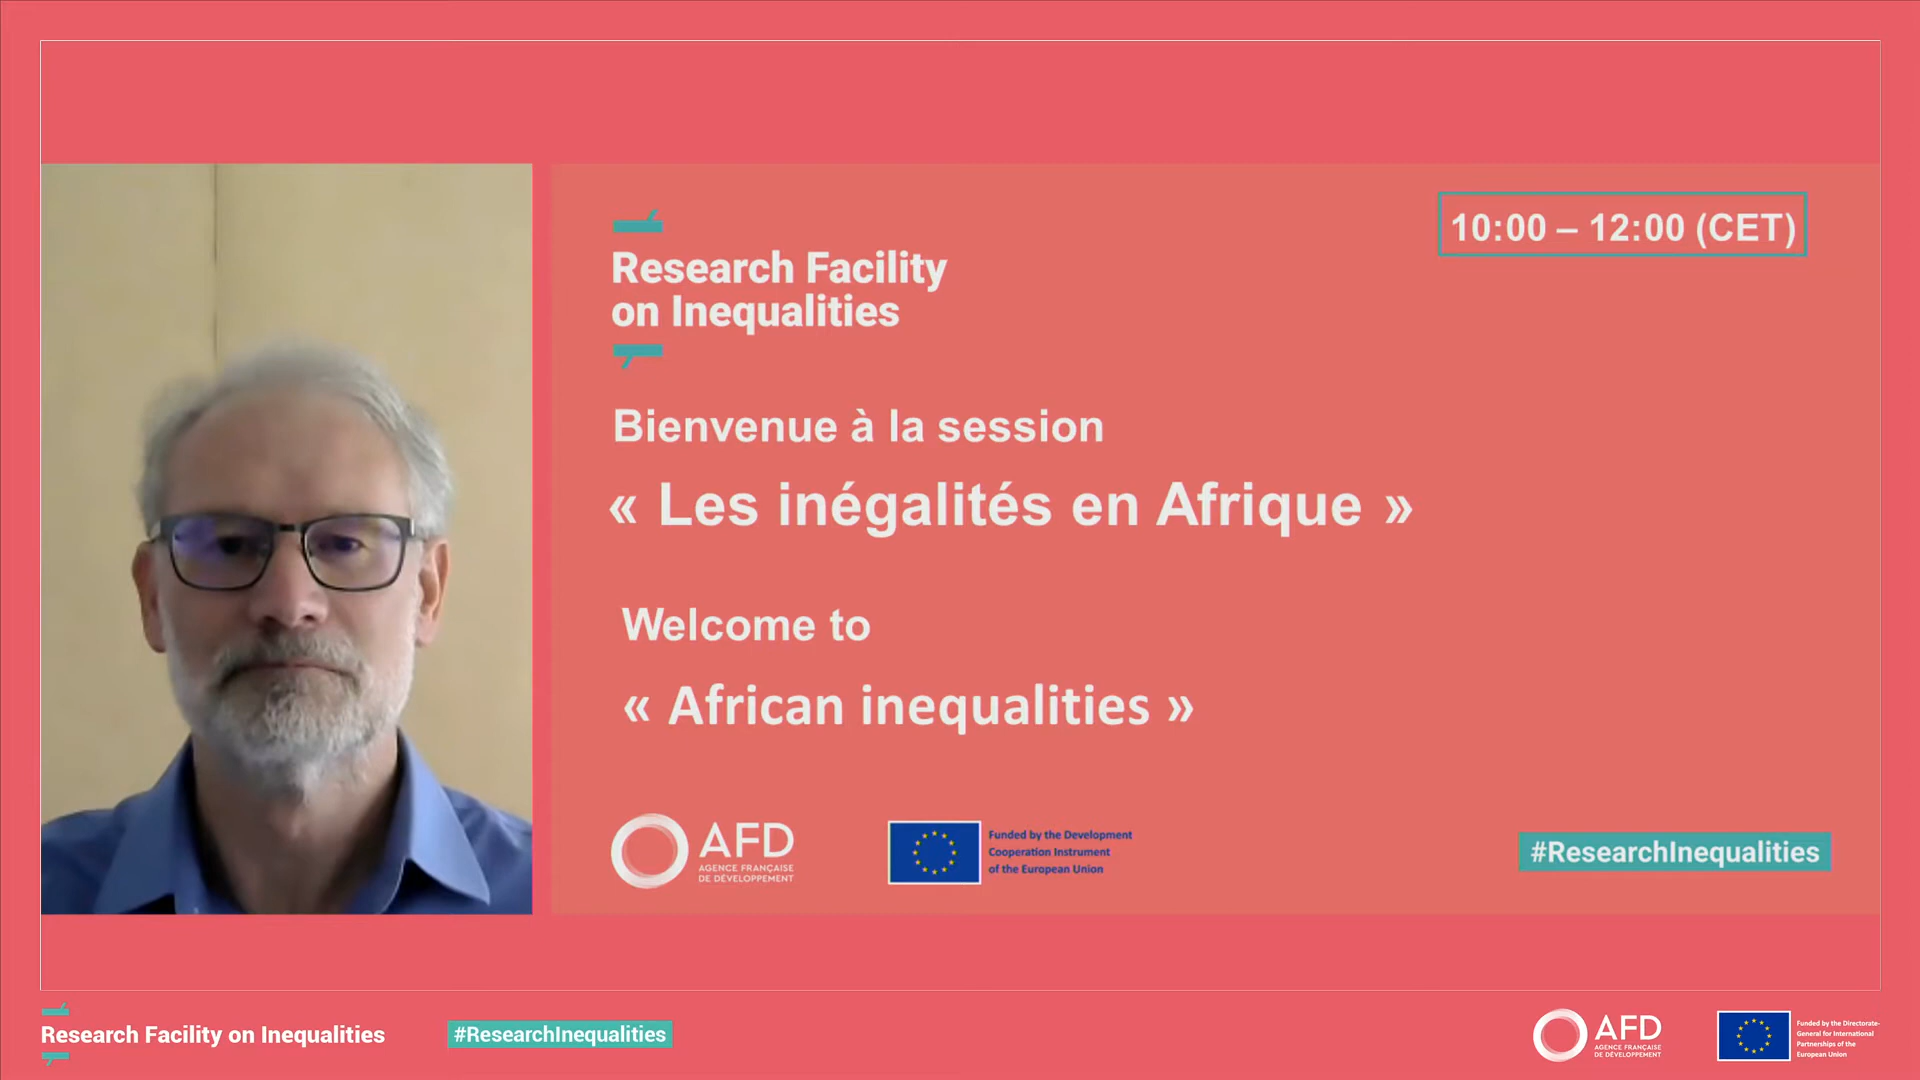 10:00 – 12:00 (CET)
Research Facility
on Inequalities
Bienvenue à la session
« Les inégalités en Afrique »
Welcome to
« African inequalities »
AFD
AGENCE FRANÇAISE
DE DÉVELOPPEMENT
Funded by the Development
Cooperation Instrument
of the European Union
#ResearchInequalities
Research Facility on Inequalities
#ResearchInequalities
AFD
AGENCE FRANÇAISE
DE DÉVELOPPEMENT
Funded by the Directorate-
General for International
Partnerships of the
European Union